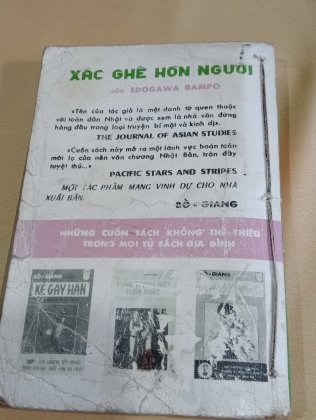 XÁC GHẾ HỒN NGƯỜI
của EDOGAWA RAMPO
«Tên của tác giả là một danh từ quen thuộc
với toàn dân Nhật và được xem là nhà văn đứng
hàng đầu trong loại truyện bí mật và kinh dị.
THE JOURNAL OF ASIAN STUDIES
«Cuốn sách này mở ra một lãnh vực hoàn toàn
mới lạ của nền văn chương Nhật Bản, tràn đầy
tuyệt thú...»
PACIFIC STARS AND STRIPES
MỘT TÁC PHẨM MANG VINH DỰ CHO NHÀ
XUẤT BẢN.
BÒ - GIANG
NHỮNG CUỐN SÁCH KHÔNG THỂ THIẾU
TRONG MỌI TỦ SÁCH GIA ĐÌNH
BÒ-GIANG
KẺ GÂY HẤN
BÒ-GIANG